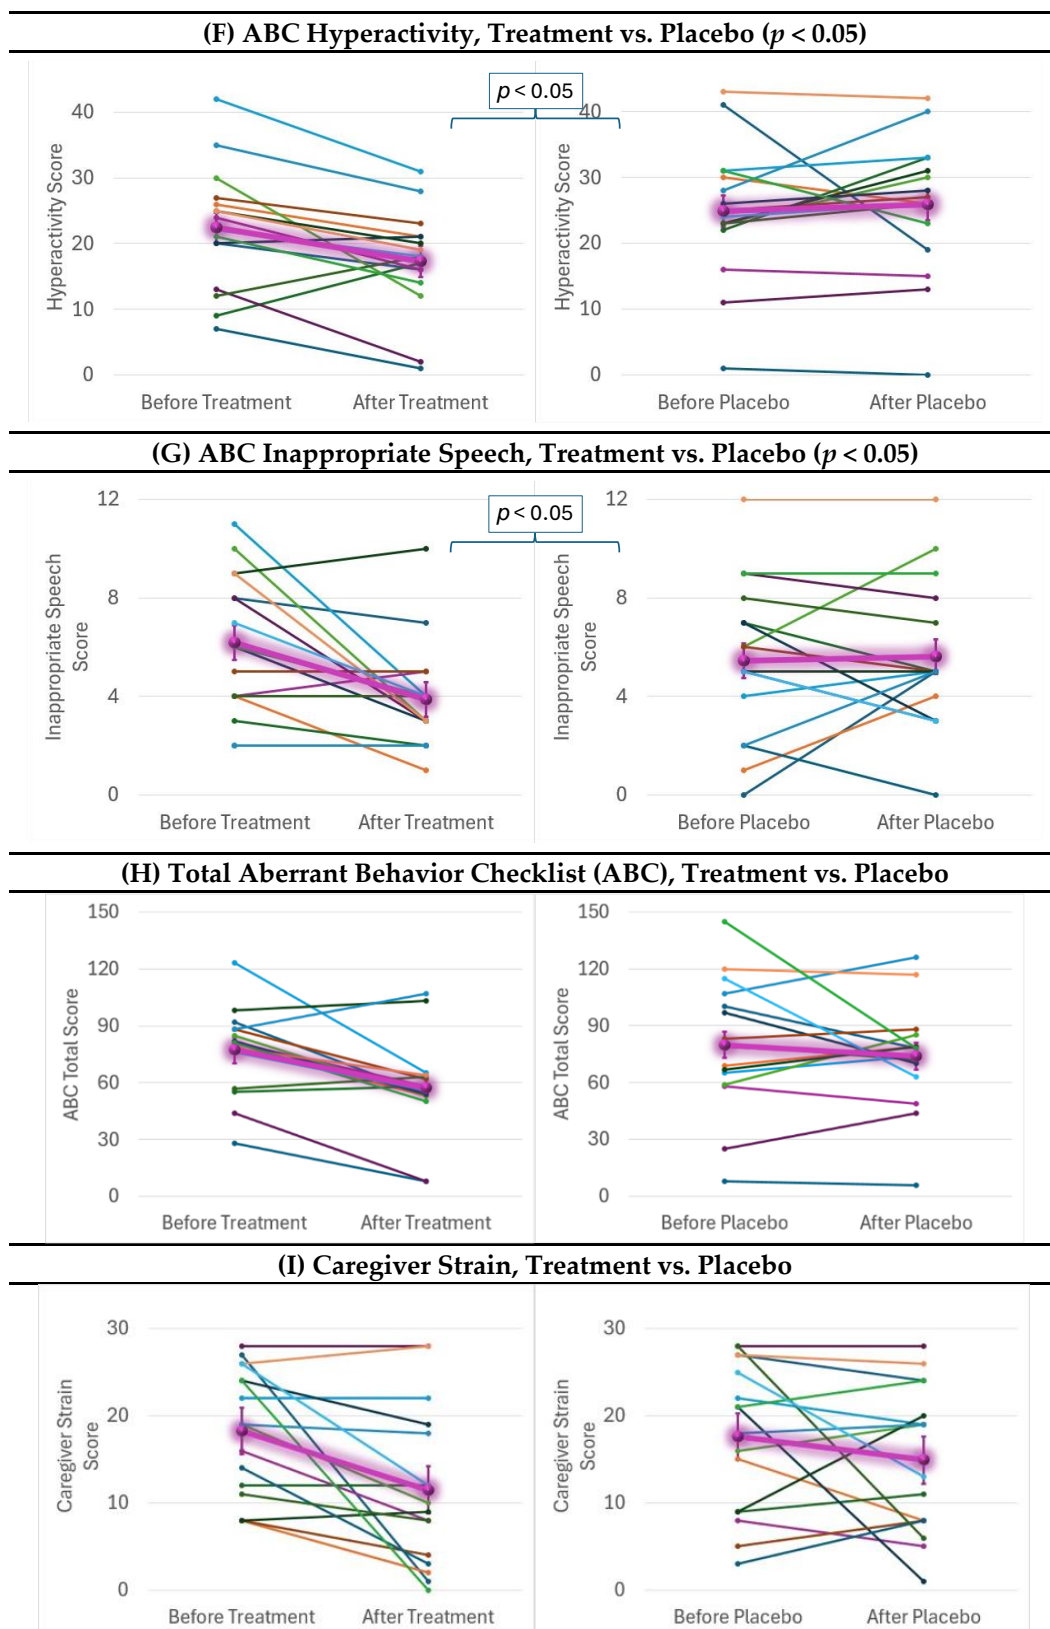 (F) ABC Hyperactivity, Treatment vs. Placebo (p < 0.05)
p < 0.05
Hyperactivity Score
40
30
20
10
0
Before Treatment After Treatment
Hyperactivity Score
40
30
20
10
0
Before Placebo After Placebo
(G) ABC Inappropriate Speech, Treatment vs. Placebo (p < 0.05)
p < 0.05
Inappropriate Speech
Score
12
8
4
0
Before Treatment After Treatment
Inappropriate Speech
Score
12
8
4
0
Before Placebo After Placebo
(H) Total Aberrant Behavior Checklist (ABC), Treatment vs. Placebo
ABC Total Score
150
120
90
60
30
0
Before Treatment After Treatment
ABC Total Score
150
120
90
60
30
0
Before Placebo After Placebo
(I) Caregiver Strain, Treatment vs. Placebo
Caregiver Strain
Score
30
20
10
0
Before Treatment After Treatment
Caregiver Strain
Score
30
20
10
0
Before Placebo After Placebo